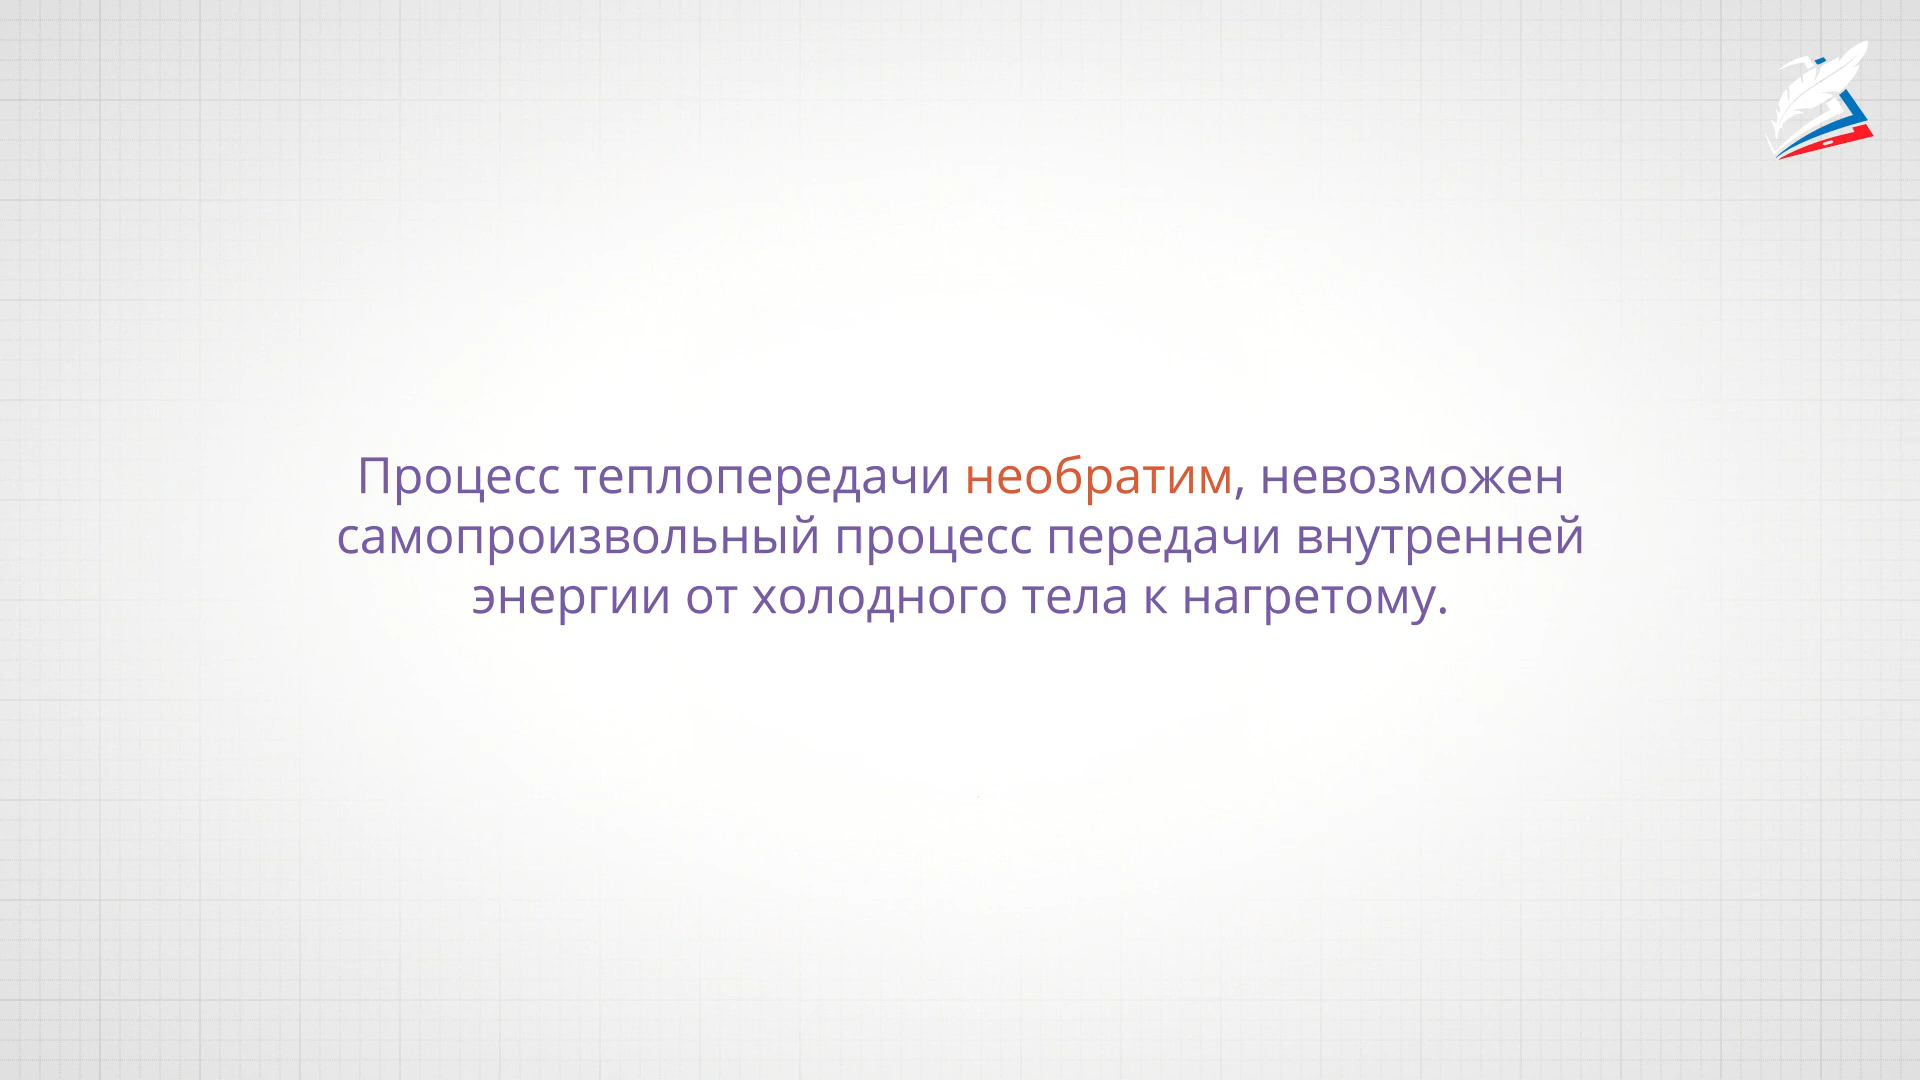 Процесс теплопередачи необратим, невозможен
самопроизвольный процесс передачи внутренней
энергии от холодного тела к нагретому.